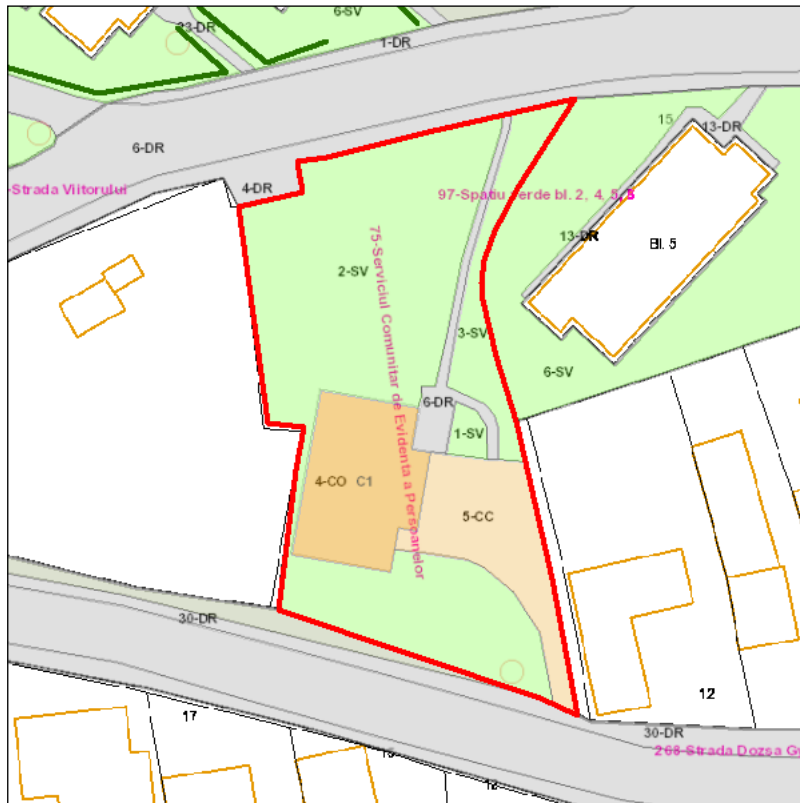 6-SV
23-DR
1-DR
15
13-DR
6-DR
4-DR
-Strada Viitorului
97-Spatiu verde bl. 2, 4, 5,
13-DR
Bl. 5
75-Serviciul Comunitar de Evidenta a Persoanelor
2-SV
3-SV
6-SV
6-DR
1-SV
4-CO C1
5-CC
30-DR
12
17
30-DR
268-Strada Dozsa Gy